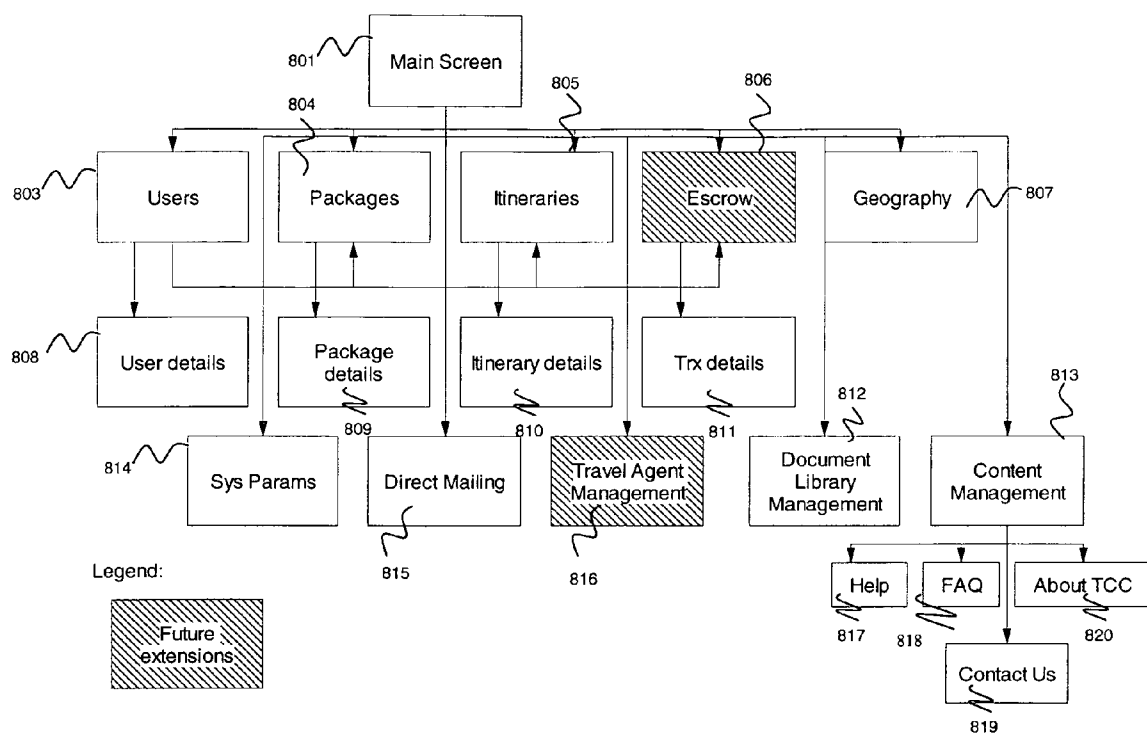 801
Main Screen
804
805
806
803
Users
Packages
Itineraries
Escrow
Geography
807
808
User details
Package
details
Itinerary details
Trx details
809
810
811
812
813
814
Sys Params
Direct Mailing
Travel Agent
Management
Document
Library
Management
Content
Management
815
816
Legend:
Future
extensions
Help
FAQ
About TCC
817
818
820
Contact Us
819